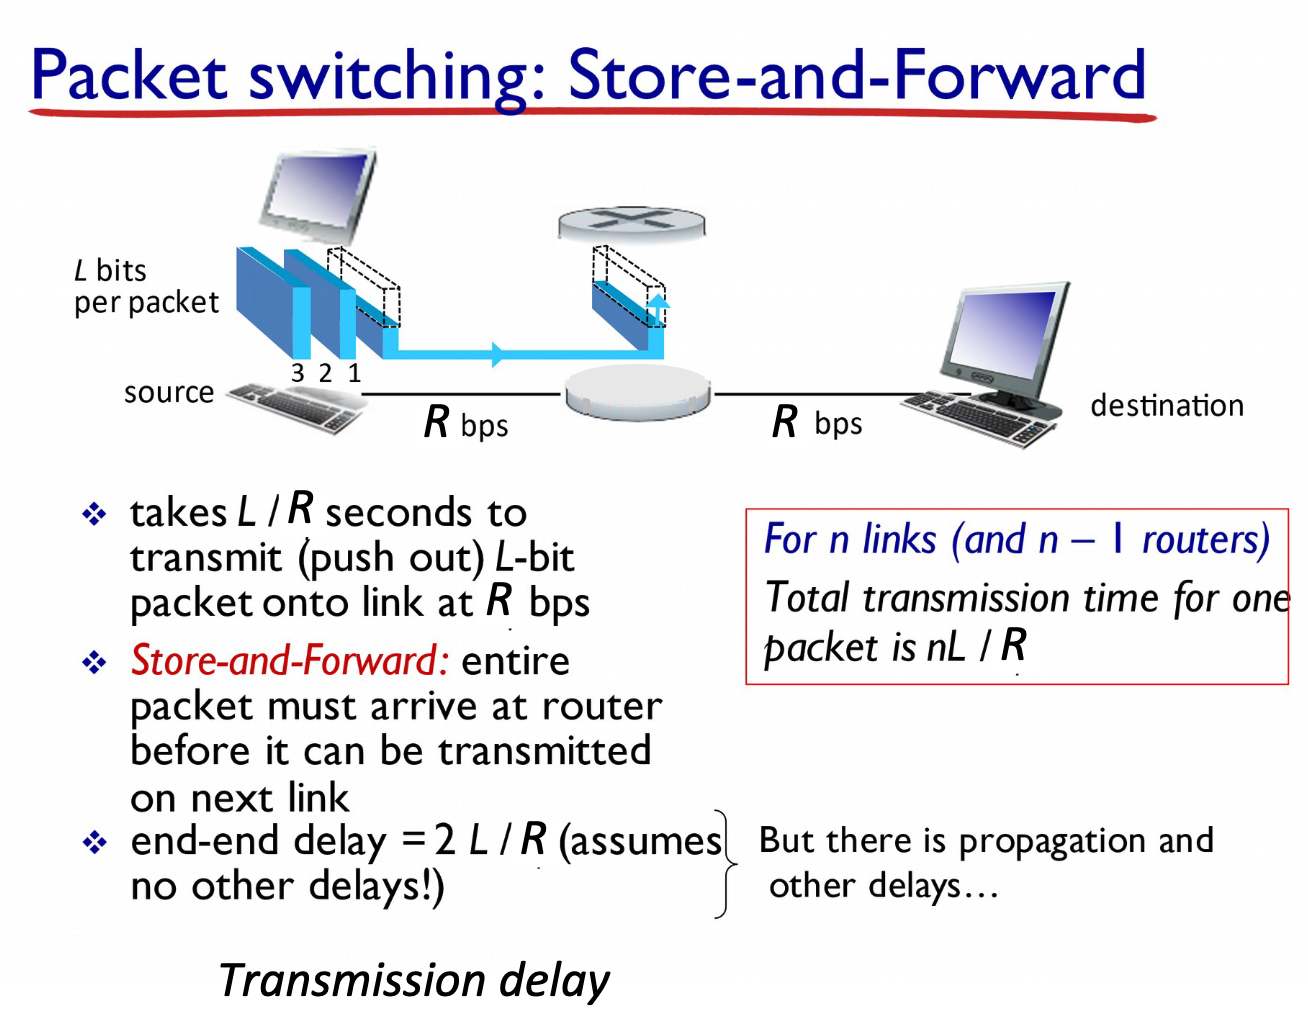 Packet switching: Store-and-Forward
L bits
per packet
3 2 1
source
R bps
R bps
destination
❖ takes L / R seconds to
transmit (push out) L-bit
packet onto link at R bps
❖ Store-and-Forward: entire
packet must arrive at router
before it can be transmitted
on next link
❖ end-end delay = 2 L / R (assumes
no other delays!)
For n links (and n – 1 routers)
Total transmission time for one
packet is nL / R
But there is propagation and
other delays…
Transmission delay